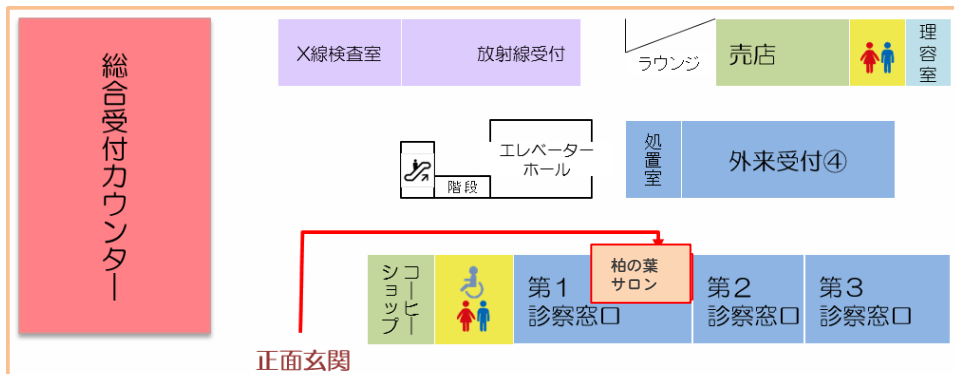 総合受付カウンター
X線検査室
放射線受付
ラウンジ
売店
理容室
エレベーター
ホール
階段
処置室
外来受付④
コーヒー
ショップ
第1
診察窓口
柏の葉
サロン
第2
診察窓口
第3
診察窓口
正面玄関